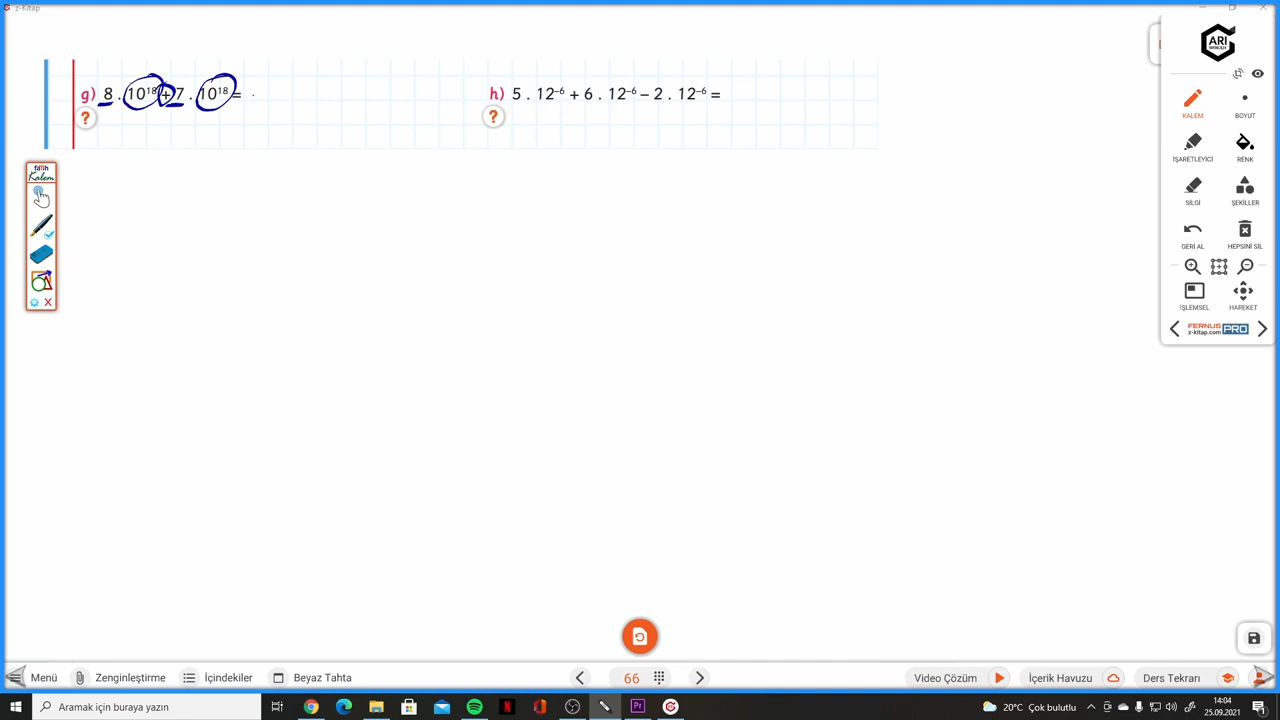 z-Kitap
g) 8 . 10¹⁸ + 7 . 10¹⁸ =
h) 5 . 12⁻⁶ + 6 . 12⁻⁶ – 2 . 12⁻⁶ =
?
?
fatih
Kalem
ARI
KALEM
BOYUT
İŞARETLEYİCİ
RENK
SİLGİ
ŞEKİLLER
GERİ AL
HEPSİNİ SİL
İŞLEMSEL
HAREKET
FERNUS
z-kitap.com
PRO
Menü
Zenginleştirme
İçindekiler
Beyaz Tahta
66
Video Çözüm
İçerik Havuzu
Ders Tekrarı
Aramak için buraya yazın
20°C Çok bulutlu
14:04
25.09.2021